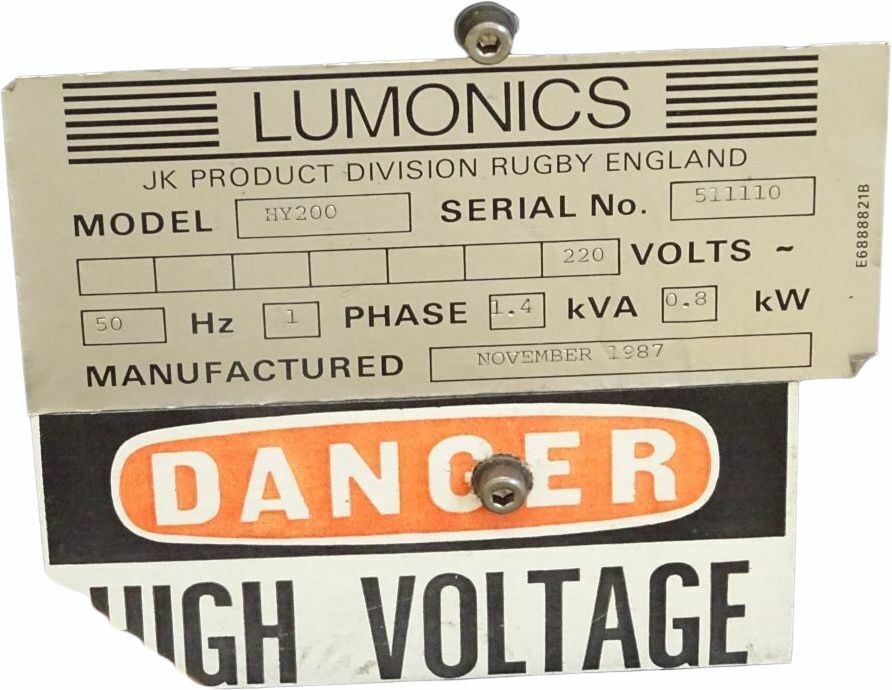 LUMONICS
JK PRODUCT DIVISION RUGBY ENGLAND
MODEL HY200 SERIAL No. 511110
220 VOLTS ~
50 Hz 1 PHASE 1.4 kVA 0.8 kW
MANUFACTURED NOVEMBER 1987
E6888821B
DANGER
HIGH VOLTAGE